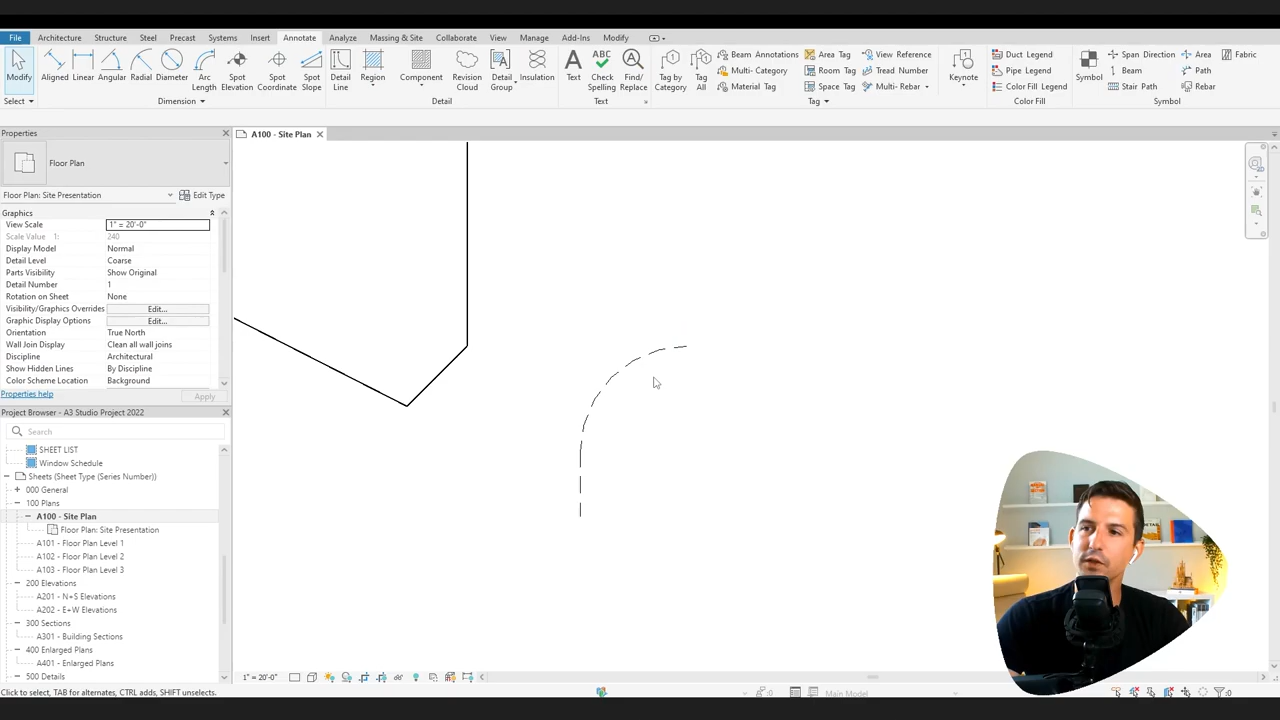 File Architecture Structure Steel Precast Systems Insert Annotate Analyze Massing & Site Collaborate View Manage Add-Ins Modify
Modify Aligned Linear Angular Radial Diameter Arc Length Spot Elevation Spot Coordinate Spot Slope Detail Line Region Component Revision Cloud Detail Group Insulation ABC Text Check Spelling Find/ Replace Tag by Category Tag All Beam Annotations Area Tag View Reference Keynote Duct Legend Symbol Span Direction Area Fabric
Multi- Category Room Tag Tread Number Pipe Legend Beam Path
Material Tag Space Tag Multi- Rebar Color Fill Legend Stair Path Rebar
Select Dimension Detail Text Tag Color Fill Symbol
Properties
A100 - Site Plan
Floor Plan
Floor Plan: Site Presentation Edit Type
Graphics
View Scale 1" = 20'-0"
Scale Value 1: 240
Display Model Normal
Detail Level Coarse
Parts Visibility Show Original
Detail Number 1
Rotation on Sheet None
Visibility/Graphics Overrides Edit...
Graphic Display Options Edit...
Orientation True North
Wall Join Display Clean all wall joins
Discipline Architectural
Show Hidden Lines By Discipline
Color Scheme Location Background
Properties help Apply
Project Browser - A3 Studio Project 2022
Search
SHEET LIST
Window Schedule
Sheets (Sheet Type (Series Number))
000 General
100 Plans
A100 - Site Plan
Floor Plan: Site Presentation
A101 - Floor Plan Level 1
A102 - Floor Plan Level 2
A103 - Floor Plan Level 3
200 Elevations
A201 - N+S Elevations
A202 - E+W Elevations
300 Sections
A301 - Building Sections
400 Enlarged Plans
A401 - Enlarged Plans
500 Details
1" = 20'-0"
Click to select, TAB for alternates, CTRL adds, SHIFT unselects. :0 Main Model :0